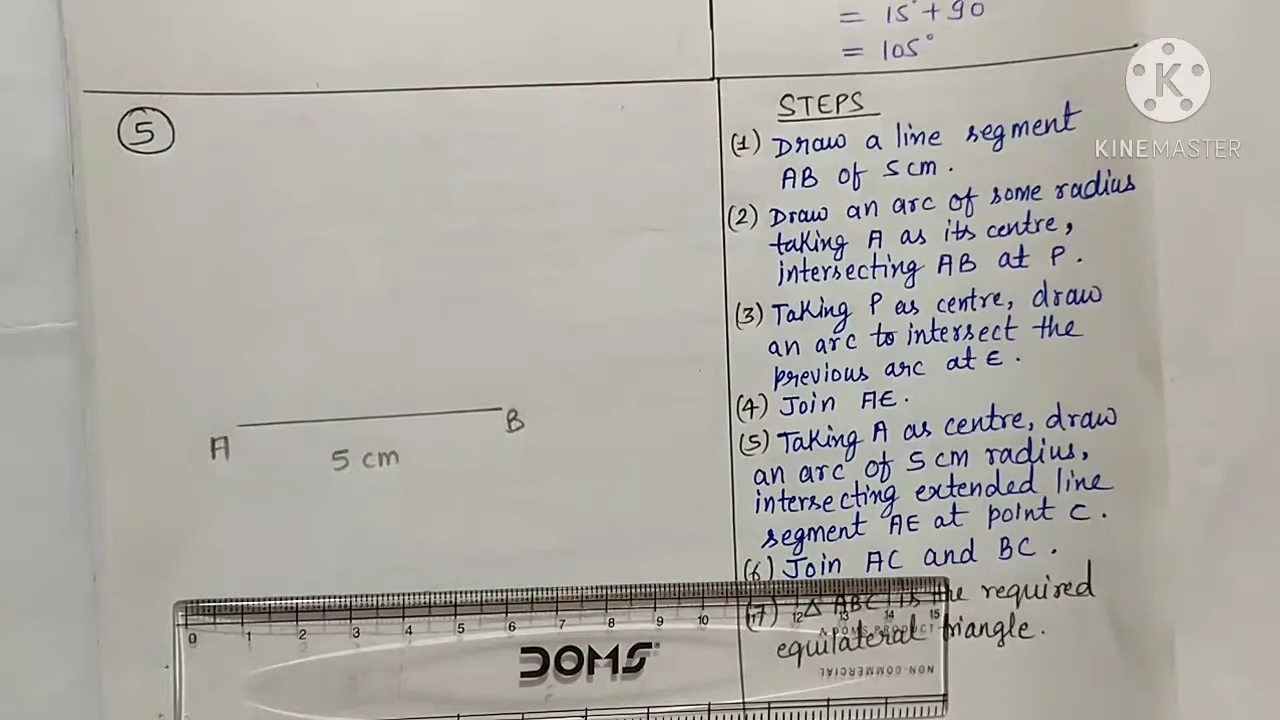 = 15° + 90
= 105°
K
KINEMASTER
5
STEPS
(1) Draw a line segment
AB of 5 cm.
(2) Draw an arc of some radius
taking A as its centre,
intersecting AB at P.
(3) Taking P as centre, draw
an arc to intersect the
previous arc at E.
(4) Join AE.
(5) Taking A as centre, draw
an arc of 5 cm radius,
intersecting extended line
segment AE at point C.
(6) Join AC and BC.
(7) △ ABC is the required
equilateral triangle.
A
B
5 cm
0 1 2 3 4 5 6 7 8 9 10 11 12 13 14 15
DOMS
NON-COMMERCIAL